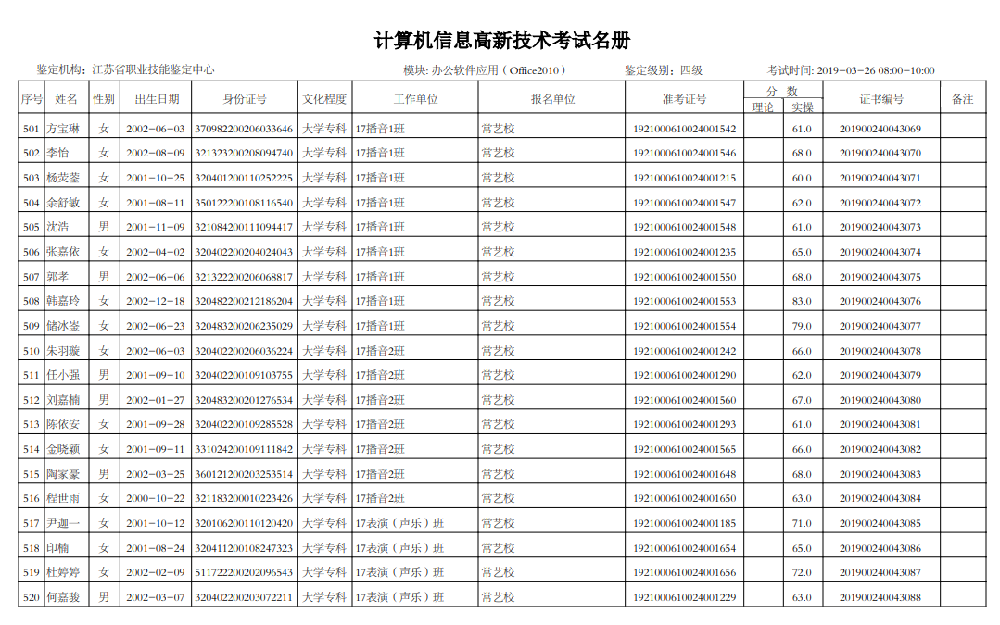 计算机信息高新技术考试名册
鉴定机构: 江苏省职业技能鉴定中心 模块: 办公软件应用（Office2010） 鉴定级别: 四级 考试时间: 2019-03-26 08:00-10:00
序号 姓名 性别 出生日期 身份证号 文化程度 工作单位 报名单位 准考证号 分 数 证书编号 备注
理论 实操
501 方宝琳 女 2002-06-03 370982200206033646 大学专科 17播音1班 常艺校 1921000610024001542 61.0 201900240043069
502 李怡 女 2002-08-09 321323200208094740 大学专科 17播音1班 常艺校 1921000610024001546 68.0 201900240043070
503 杨荧蓥 女 2001-10-25 320401200110252225 大学专科 17播音1班 常艺校 1921000610024001215 60.0 201900240043071
504 余舒敏 女 2001-08-11 350122200108116540 大学专科 17播音1班 常艺校 1921000610024001547 62.0 201900240043072
505 沈浩 男 2001-11-09 321084200111094417 大学专科 17播音1班 常艺校 1921000610024001548 61.0 201900240043073
506 张嘉依 女 2002-04-02 320402200204024043 大学专科 17播音1班 常艺校 1921000610024001235 65.0 201900240043074
507 郭孝 男 2002-06-06 321322200206068817 大学专科 17播音1班 常艺校 1921000610024001550 68.0 201900240043075
508 韩嘉玲 女 2002-12-18 320482200212186204 大学专科 17播音1班 常艺校 1921000610024001553 83.0 201900240043076
509 储冰崟 女 2002-06-23 320483200206235029 大学专科 17播音1班 常艺校 1921000610024001554 79.0 201900240043077
510 朱羽璇 女 2002-06-03 320402200206036224 大学专科 17播音2班 常艺校 1921000610024001242 66.0 201900240043078
511 任小强 男 2001-09-10 320402200109103755 大学专科 17播音2班 常艺校 1921000610024001290 62.0 201900240043079
512 刘嘉楠 男 2002-01-27 320483200201276534 大学专科 17播音2班 常艺校 1921000610024001560 67.0 201900240043080
513 陈依安 女 2001-09-28 320402200109285528 大学专科 17播音2班 常艺校 1921000610024001293 61.0 201900240043081
514 金晓颖 女 2001-09-11 331024200109111842 大学专科 17播音2班 常艺校 1921000610024001565 66.0 201900240043082
515 陶家豪 男 2002-03-25 360121200203253514 大学专科 17播音2班 常艺校 1921000610024001648 68.0 201900240043083
516 程世雨 女 2000-10-22 321183200010223426 大学专科 17播音2班 常艺校 1921000610024001650 63.0 201900240043084
517 尹迦一 女 2001-10-12 320106200110120420 大学专科 17表演（声乐）班 常艺校 1921000610024001185 71.0 201900240043085
518 印楠 女 2001-08-24 320411200108247323 大学专科 17表演（声乐）班 常艺校 1921000610024001654 65.0 201900240043086
519 杜婷婷 女 2002-02-09 511722200202096543 大学专科 17表演（声乐）班 常艺校 1921000610024001656 72.0 201900240043087
520 何嘉骏 男 2002-03-07 320402200203072211 大学专科 17表演（声乐）班 常艺校 1921000610024001229 63.0 201900240043088